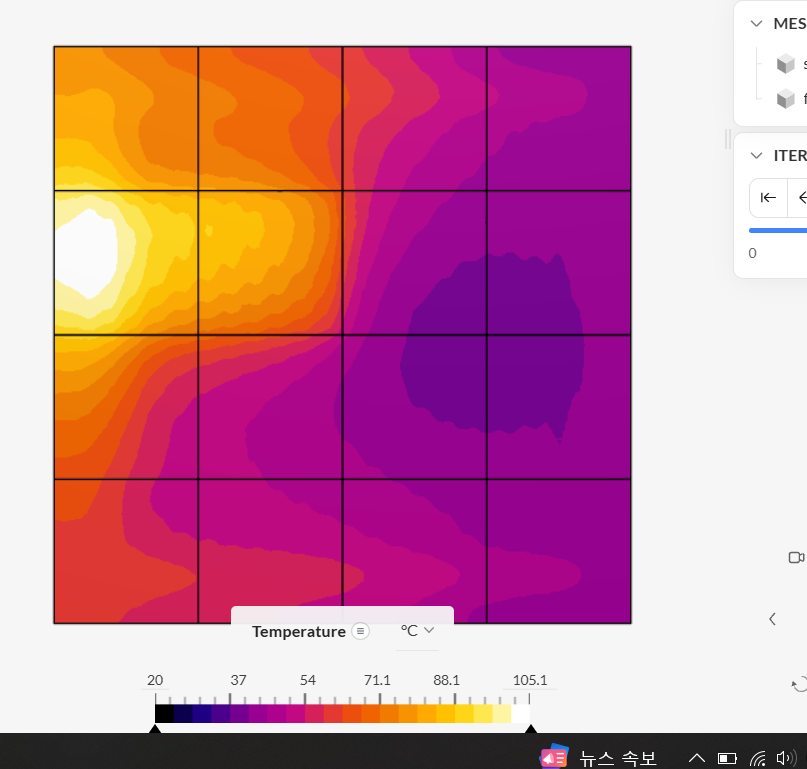 MES
s
f
ITER
0
Temperature °C
20 37 54 71.1 88.1 105.1
뉴스 속보